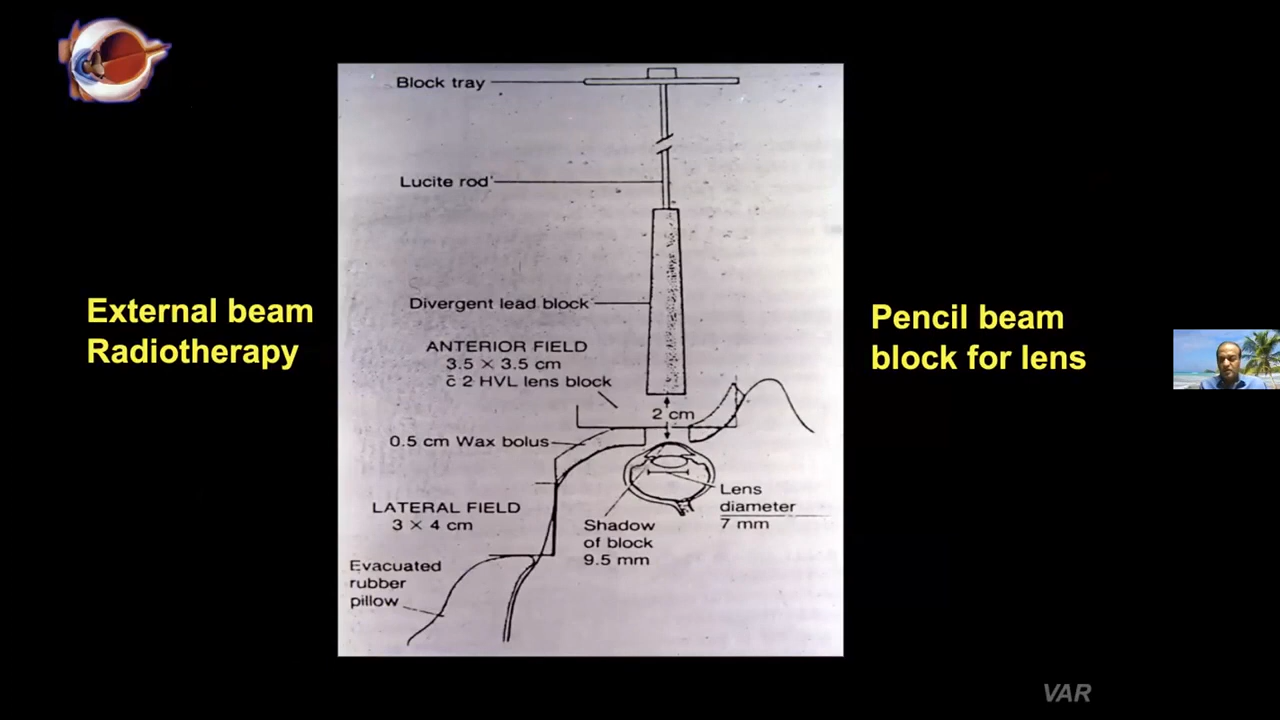 Block tray
Lucite rod
Divergent lead block
External beam
Radiotherapy
ANTERIOR FIELD
3.5 × 3.5 cm
c̄ 2 HVL lens block
Pencil beam
block for lens
2 cm
0.5 cm Wax bolus
Lens
diameter
7 mm
LATERAL FIELD
3 × 4 cm
Shadow
of block
9.5 mm
Evacuated
rubber
pillow
VAR